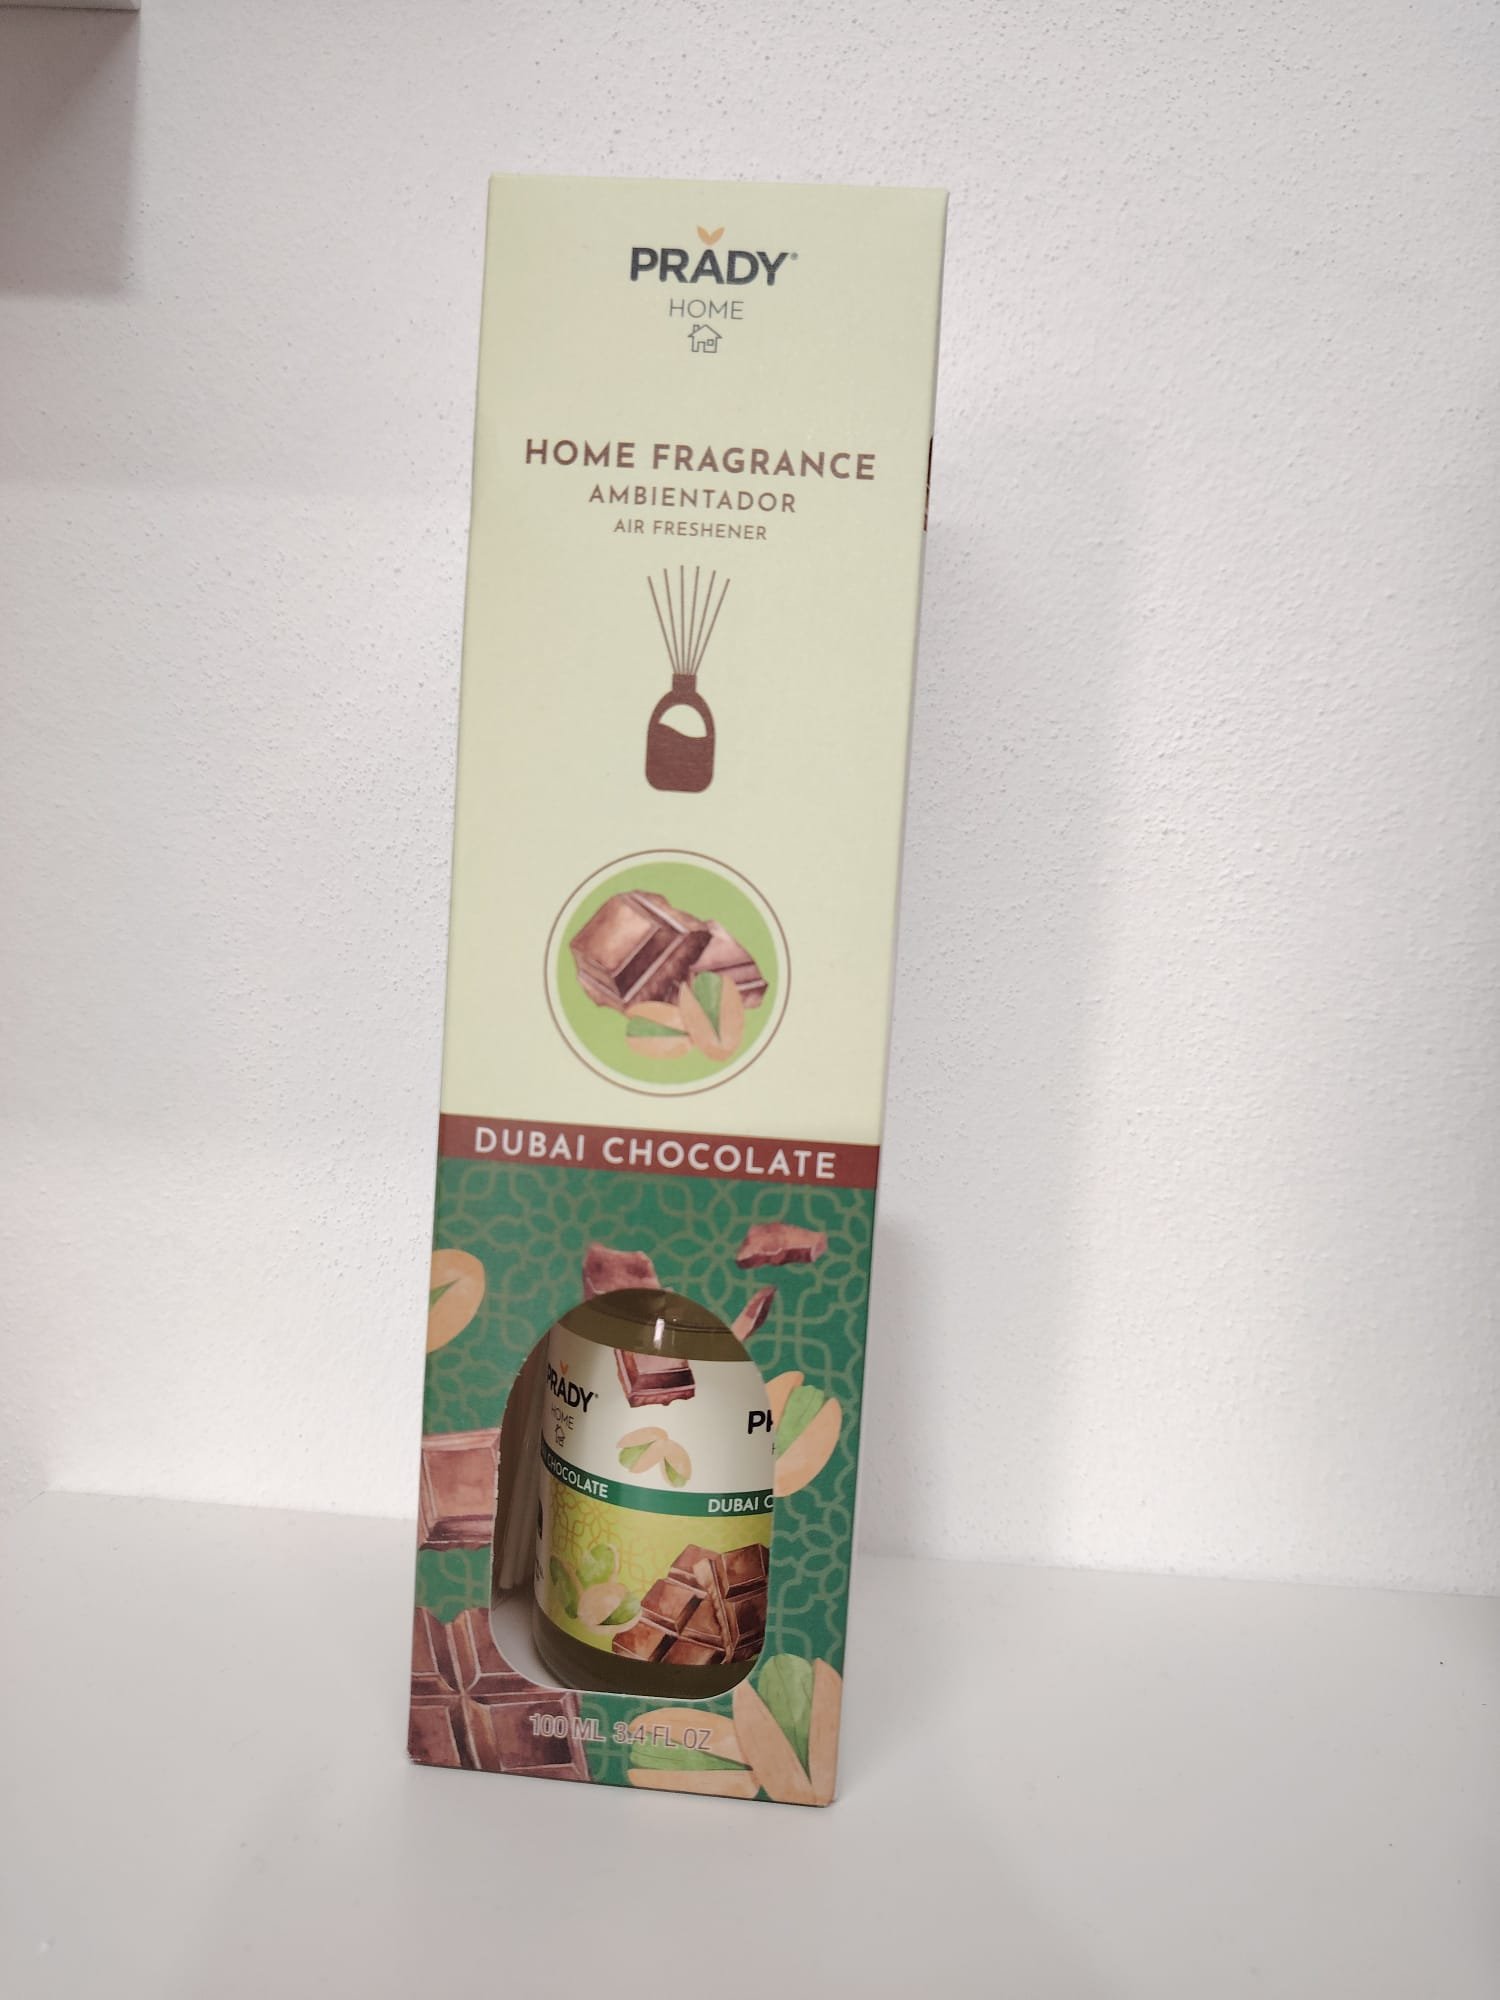 PRADY®
HOME
HOME FRAGRANCE
AMBIENTADOR
AIR FRESHENER
DUBAI CHOCOLATE
PRADY®
HOME
CHOCOLATE
DUBAI
100 ML 3.4 FL OZ